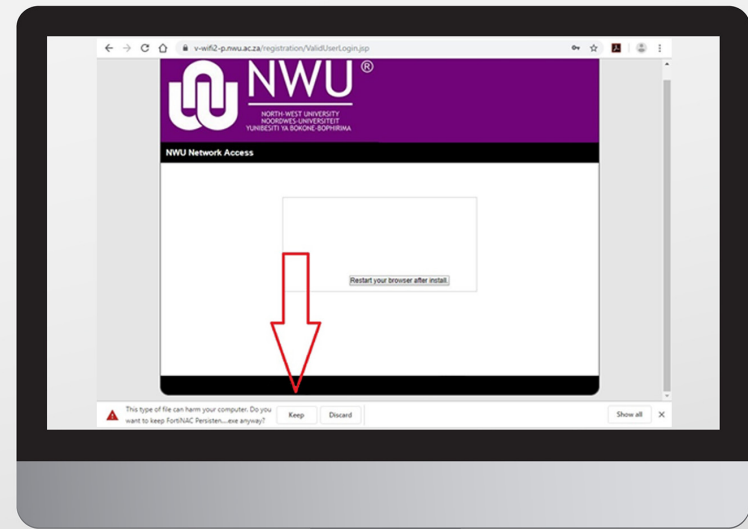 v-wifi2-p.nwu.ac.za/registration/ValidUserLogin.jsp
NWU®
NORTH-WEST UNIVERSITY
NOORDWES-UNIVERSITEIT
YUNIBESITI YA BOKONE-BOPHIRIMA
NWU Network Access
Restart your browser after install.
This type of file can harm your computer. Do you
want to keep FortiNAC Persisten....exe anyway?
Keep
Discard
Show all